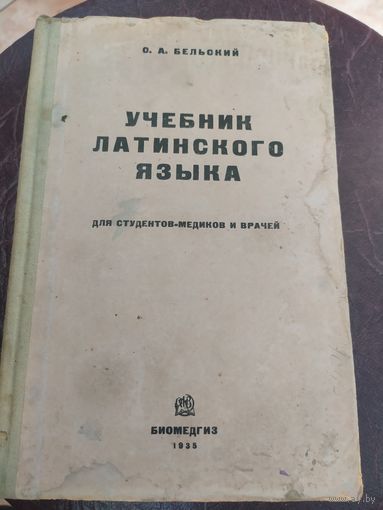 О. А. БЕЛЬСКИЙ
УЧЕБНИК
ЛАТИНСКОГО
ЯЗЫКА
ДЛЯ СТУДЕНТОВ-МЕДИКОВ И ВРАЧЕЙ
БИОМЕДГИЗ
1935